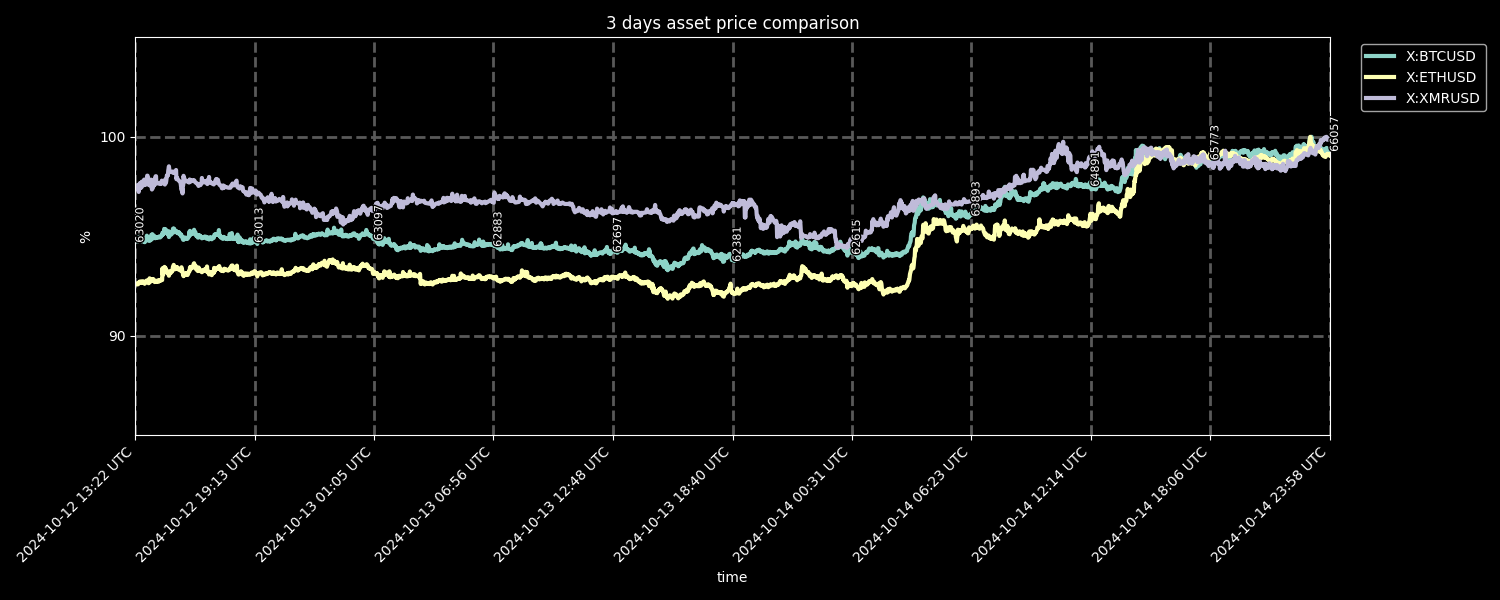 3 days asset price comparison
X:BTCUSD
X:ETHUSD
X:XMRUSD
100
90
%
63020
63013
63097
62883
62697
62381
62615
63893
64891
65773
66057
2024-10-12 13:22 UTC
2024-10-12 19:13 UTC
2024-10-13 01:05 UTC
2024-10-13 06:56 UTC
2024-10-13 12:48 UTC
2024-10-13 18:40 UTC
2024-10-14 00:31 UTC
2024-10-14 06:23 UTC
2024-10-14 12:14 UTC
2024-10-14 18:06 UTC
2024-10-14 23:58 UTC
time